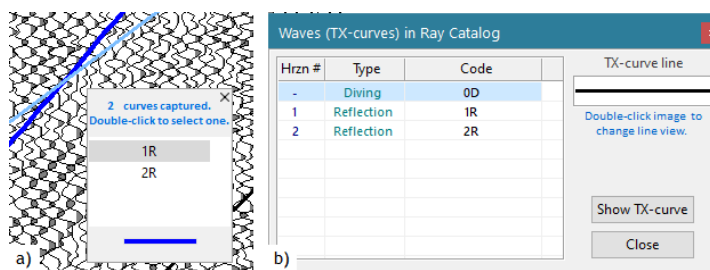 2 curves captured.
Double-click to select one.
1R
2R
a)
Waves (TX-curves) in Ray Catalog
Hrzn # Type Code
- Diving 0D
1 Reflection 1R
2 Reflection 2R
TX-curve line
Double-click image to
change line view.
Show TX-curve
Close
b)